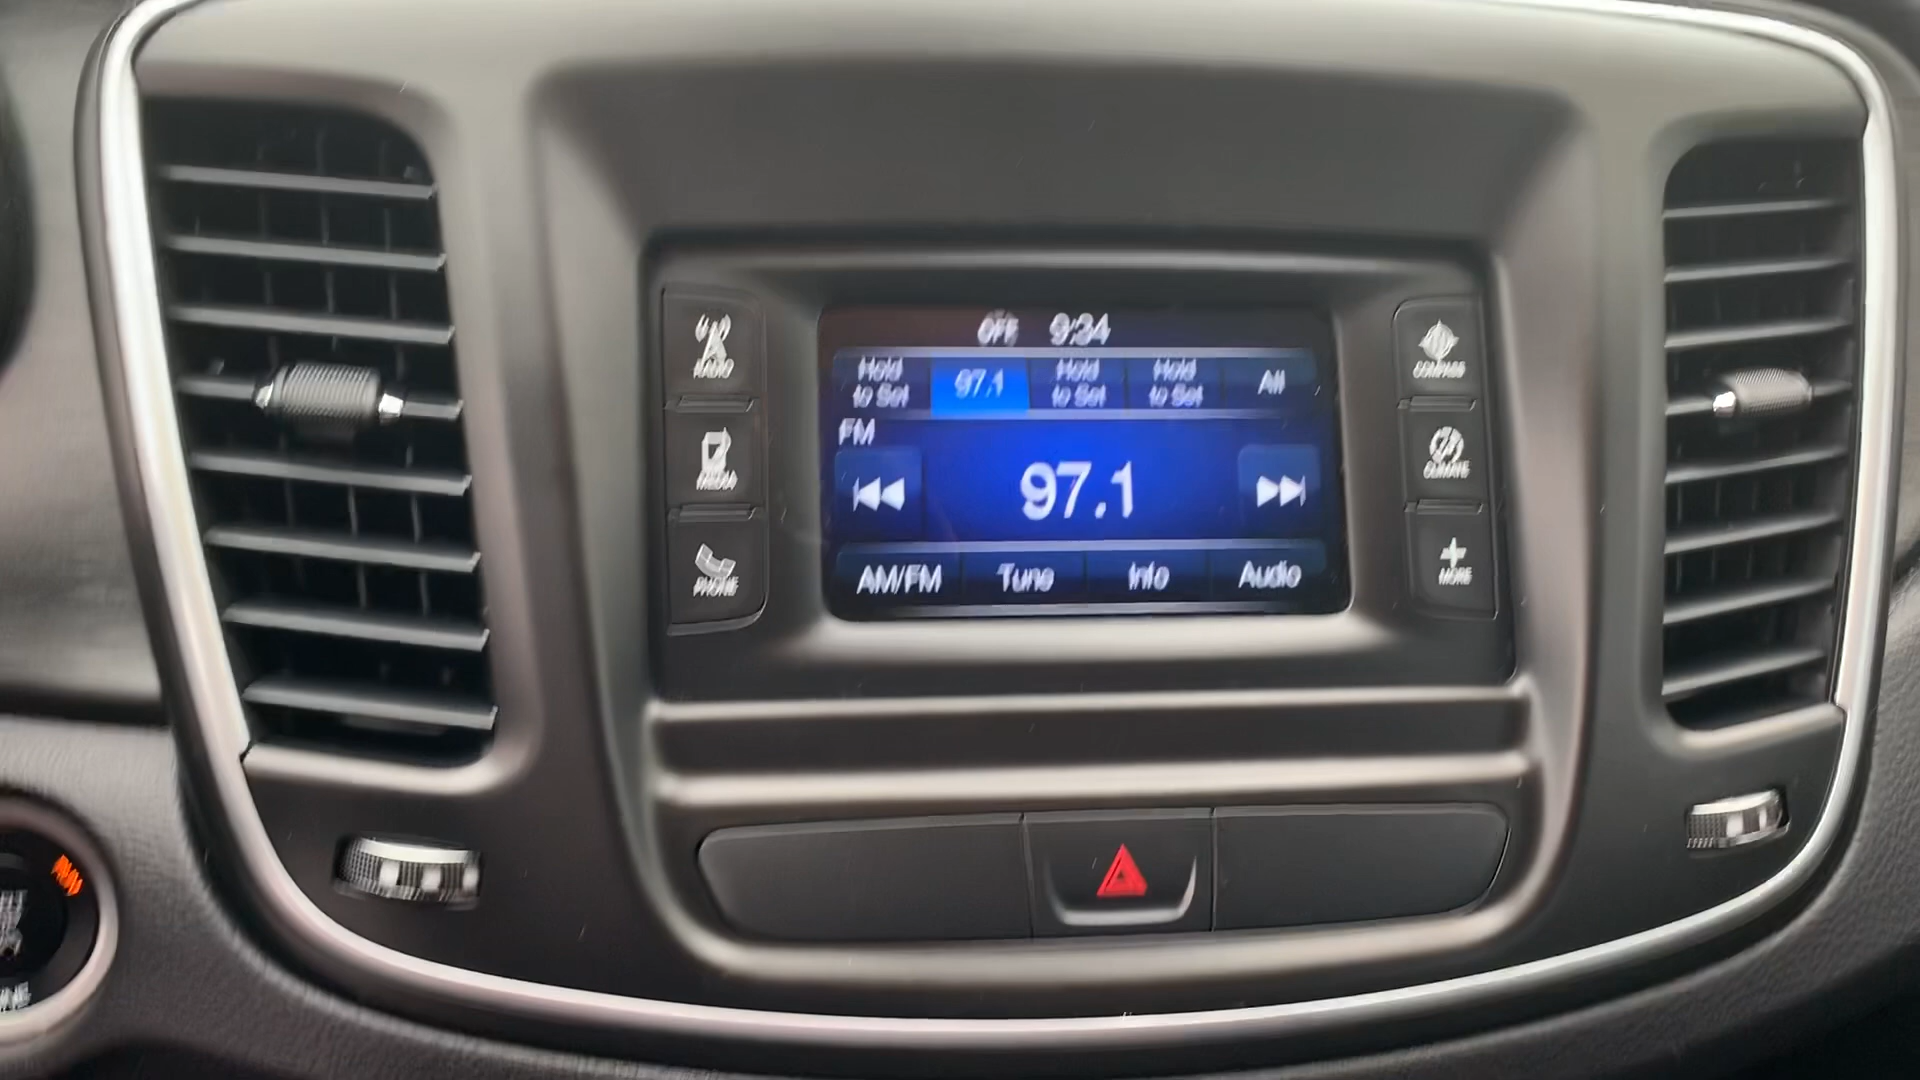 OFF 9:34
Hold to Set 97.1 Hold to Set Hold to Set All
FM
97.1
AM/FM Tune Info Audio
RADIO
MEDIA
PHONE
COMPASS
CLIMATE
MORE